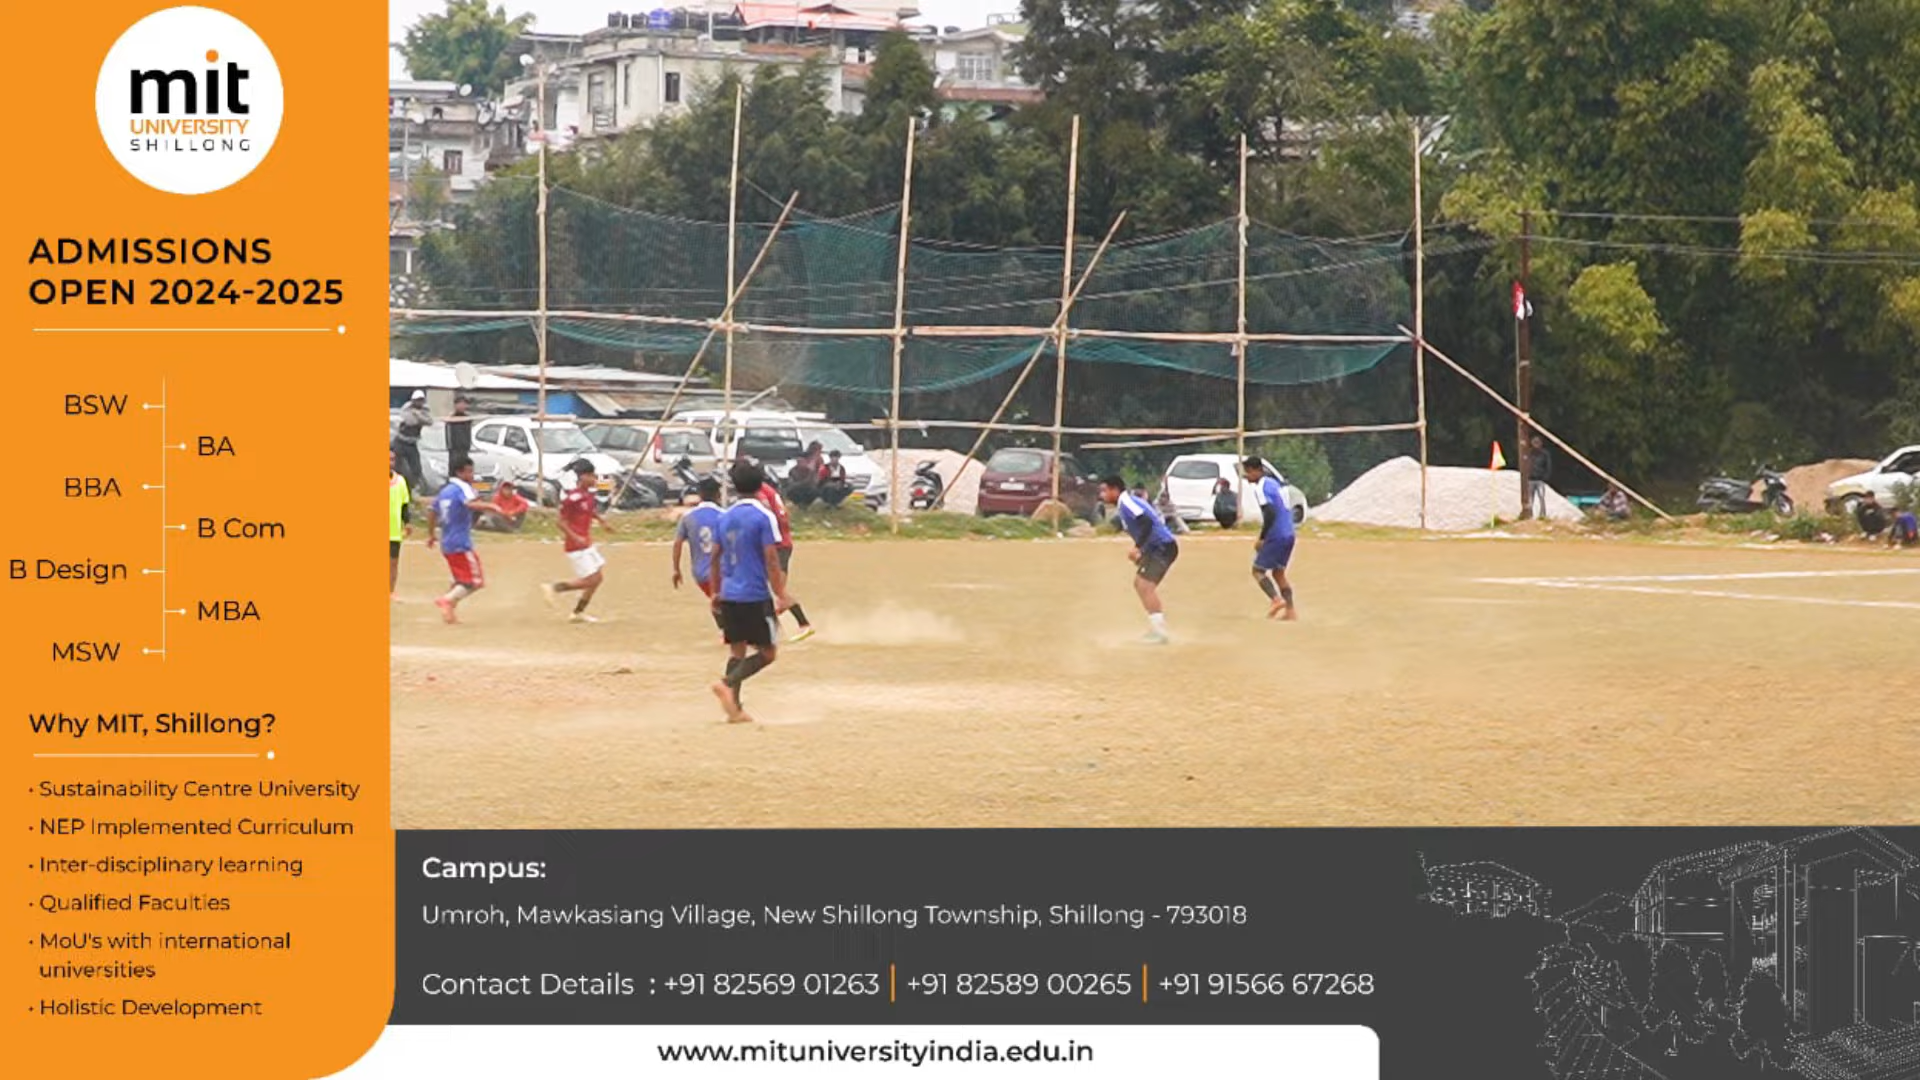 mit
UNIVERSITY
SHILLONG
ADMISSIONS
OPEN 2024-2025
BSW
BA
BBA
B Com
B Design
MBA
MSW
Why MIT, Shillong?
• Sustainability Centre University
• NEP Implemented Curriculum
• Inter-disciplinary learning
• Qualified Faculties
• MoU's with international
universities
• Holistic Development
3
7
Campus:
Umroh, Mawkasiang Village, New Shillong Township, Shillong - 793018
Contact Details : +91 82569 01263 | +91 82589 00265 | +91 91566 67268
www.mituniversityindia.edu.in